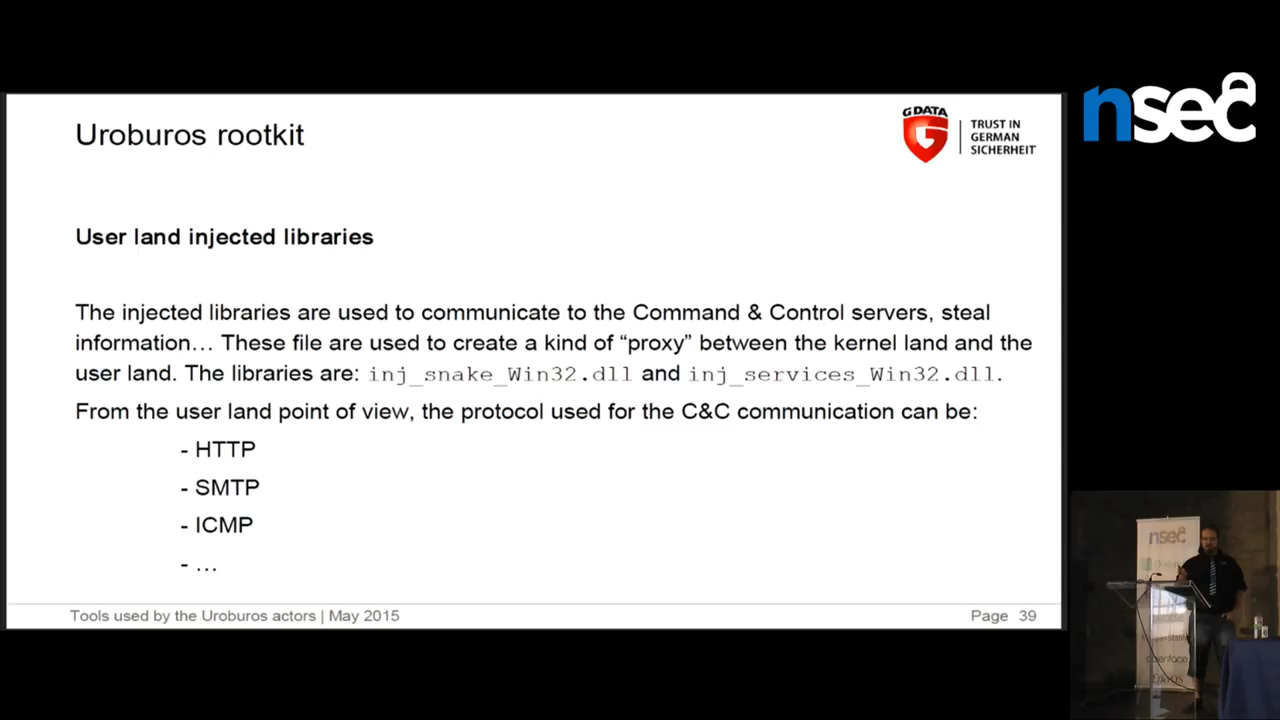 Uroburos rootkit
G DATA
TRUST IN
GERMAN
SICHERHEIT
nsec
User land injected libraries
The injected libraries are used to communicate to the Command & Control servers, steal
information… These file are used to create a kind of “proxy” between the kernel land and the
user land. The libraries are: inj_snake_Win32.dll and inj_services_Win32.dll.
From the user land point of view, the protocol used for the C&C communication can be:
- HTTP
- SMTP
- ICMP
- …
Tools used by the Uroburos actors | May 2015
Page 39
nsec